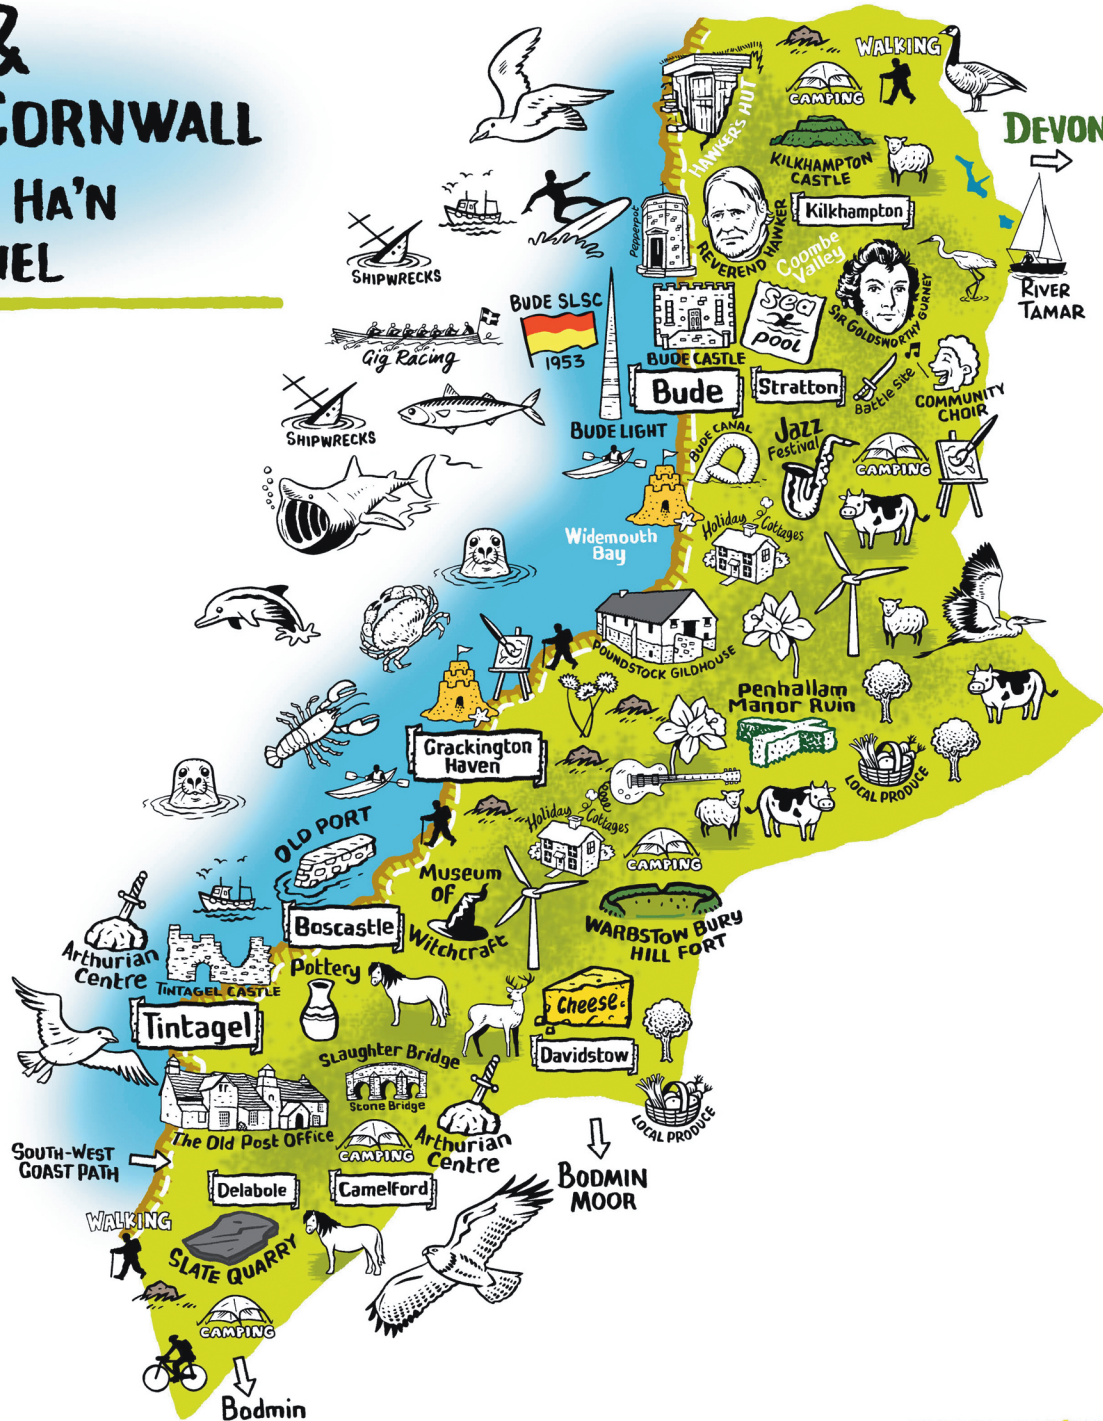 &
CORNWALL
HA'N
WALKING
CAMPING
DEVON
HAWKER'S HUT
KILKHAMPTON
CASTLE
Kilkhampton
Pepperpot
REVEREND HAWKER
Coombe
Valley
SHIPWRECKS
RIVER
TAMAR
SIR GOLDSWORTHY GURNEY
BUDE SLSC
1953
sea
pool
Gig Racing
BUDE CASTLE
Bude
Stratton
Battle Site
COMMUNITY
CHOIR
SHIPWRECKS
BUDE LIGHT
BUDE CANAL
Jazz
Festival
CAMPING
Widemouth
Bay
Holiday Cottages
POUNDSTOCK GILDHOUSE
Penhallam
Manor Ruin
Crackington
Haven
LOCAL PRODUCE
OLD PORT
Holiday Cottages
CAMPING
Museum
of
Witchcraft
Boscastle
WARBSTOW BURY
HILL FORT
Arthurian
Centre
TINTAGEL CASTLE
Pottery
Cheese
Tintagel
Davidstow
Slaughter Bridge
Stone Bridge
LOCAL PRODUCE
The Old Post Office
CAMPING
Arthurian
Centre
SOUTH-WEST
COAST PATH
BODMIN
MOOR
Delabole
Camelford
WALKING
SLATE QUARRY
CAMPING
Bodmin